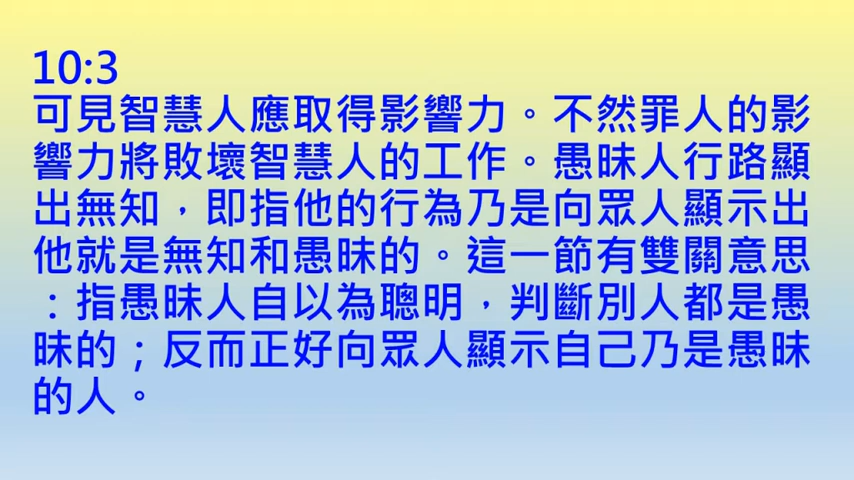 10:3
可見智慧人應取得影響力。不然罪人的影
響力將敗壞智慧人的工作。愚昧人行路顯
出無知，即指他的行為乃是向眾人顯示出
他就是無知和愚昧的。這一節有雙關意思
：指愚昧人自以為聰明，判斷別人都是愚
昧的；反而正好向眾人顯示自己乃是愚昧
的人。